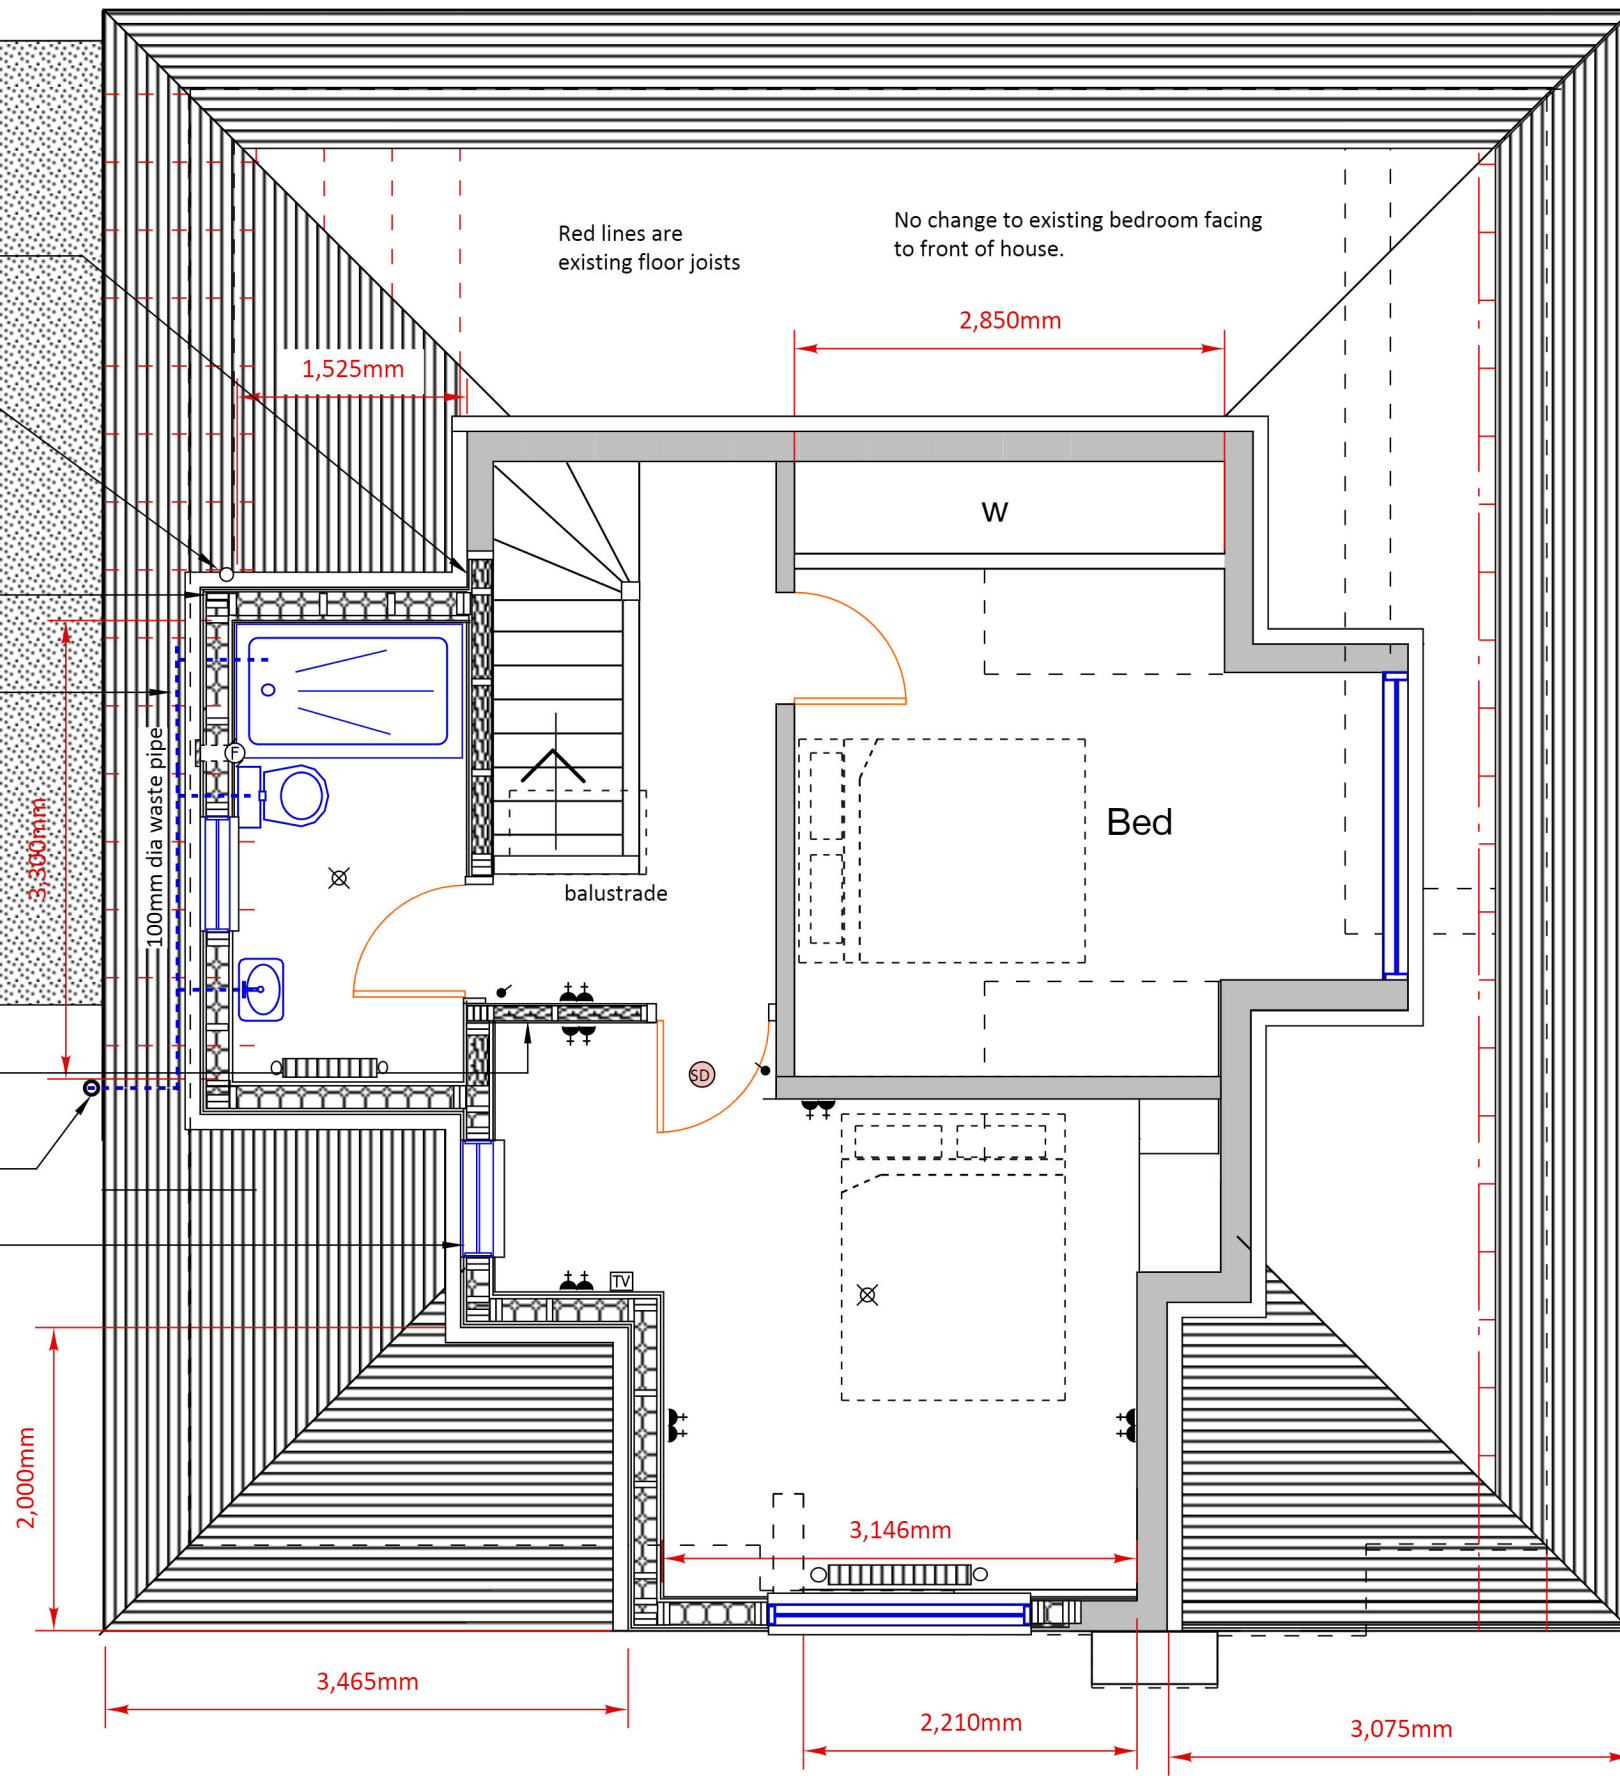 Red lines are
existing floor joists
No change to existing bedroom facing
to front of house.
2,850mm
1,525mm
W
100mm dia waste pipe
F
3,300mm
Bed
balustrade
SD
TV
2,000mm
3,146mm
3,465mm
2,210mm
3,075mm